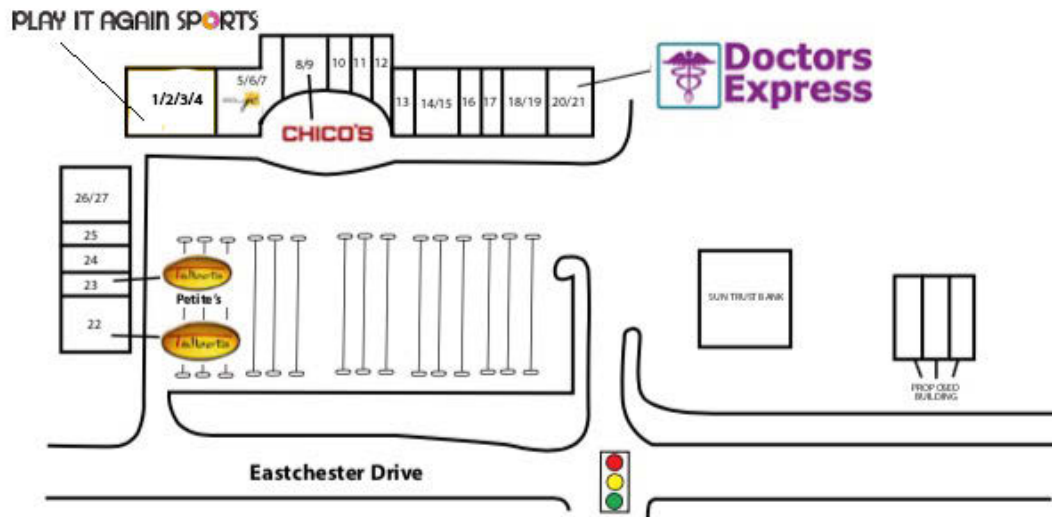 PLAY IT AGAIN SPORTS
Doctors
Express
1/2/3/4
5/6/7
8/9
10
11
12
13
14/15
16
17
18/19
20/21
CHICO'S
26/27
25
24
23
22
Talbots
Petite's
Talbots
SUN TRUST BANK
PROPOSED
BUILDING
Eastchester Drive